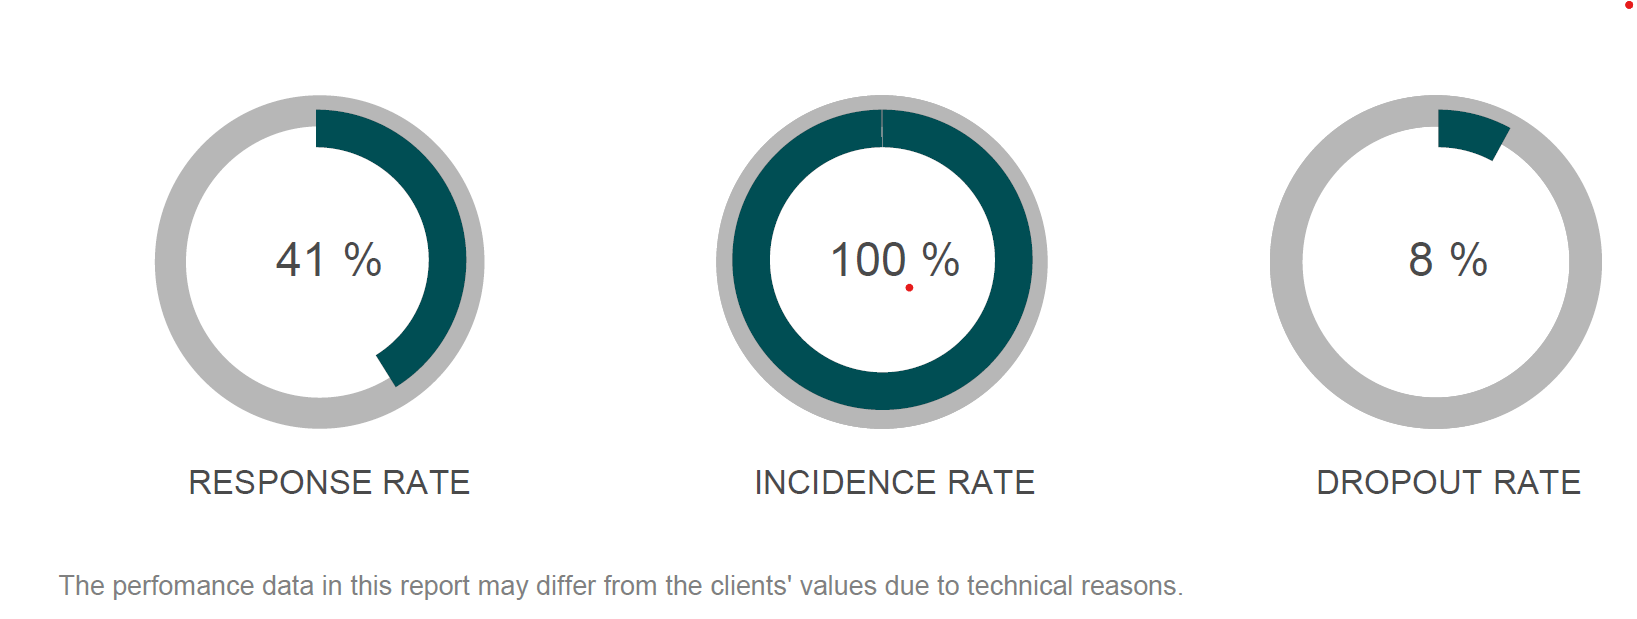 41 %
100 %
8 %
RESPONSE RATE
INCIDENCE RATE
DROPOUT RATE
The perfomance data in this report may differ from the clients' values due to technical reasons.